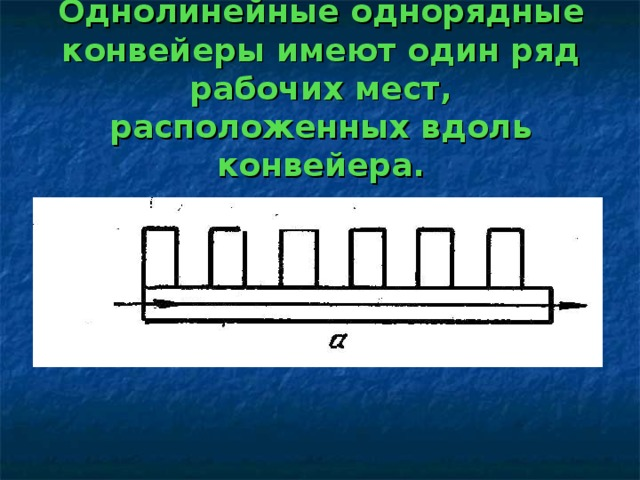 Однолинейные однорядные
конвейеры имеют один ряд
рабочих мест,
расположенных вдоль
конвейера.
а